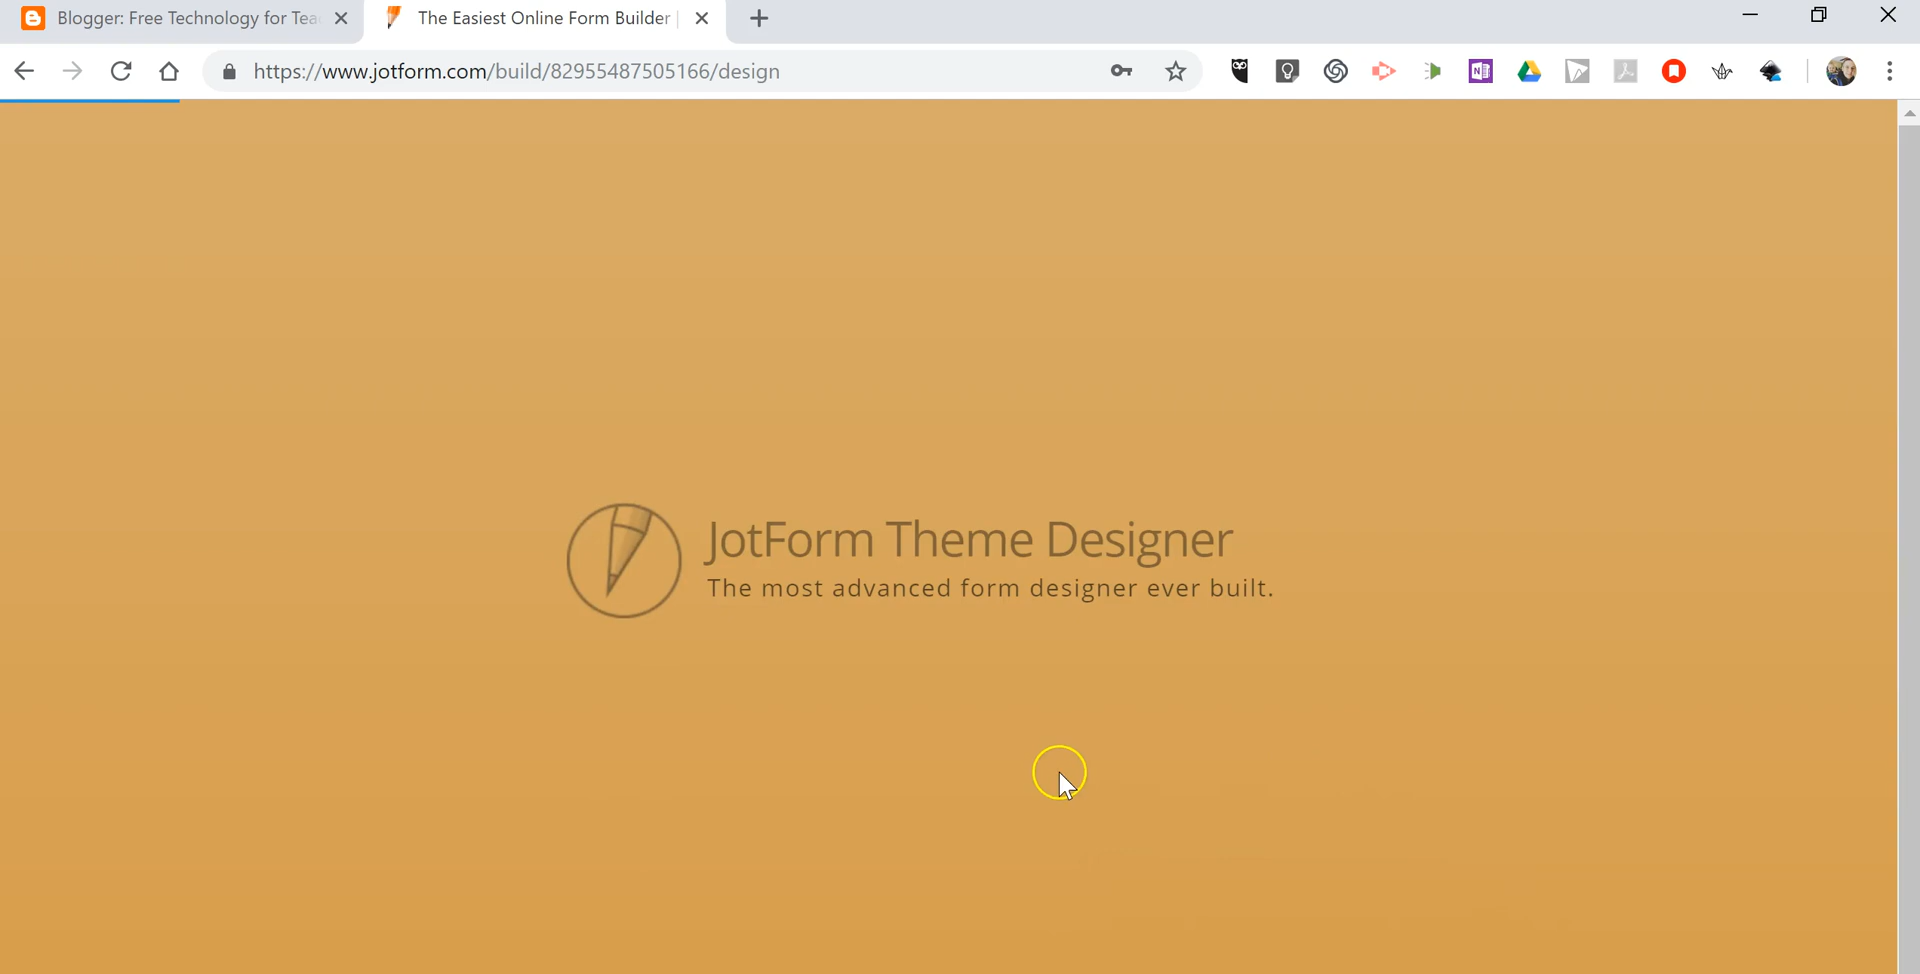 Blogger: Free Technology for Tea
The Easiest Online Form Builder
https://www.jotform.com/build/82955487505166/design
JotForm Theme Designer
The most advanced form designer ever built.